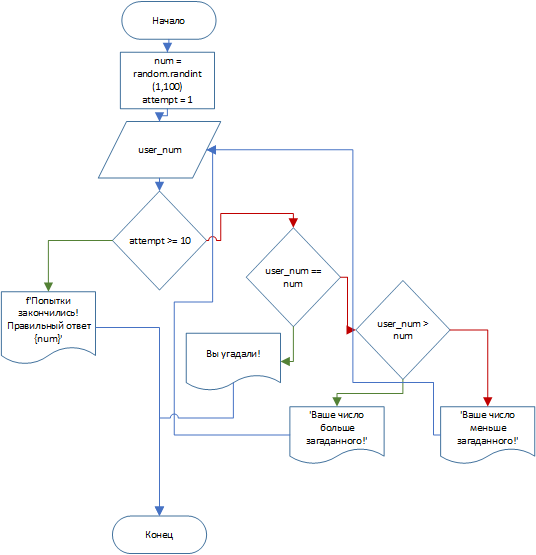 Начало
num =
random.randint
(1,100)
attempt = 1
user_num
attempt >= 10
user_num ==
num
f'Попытки
закончились!
Правильный ответ
{num}'
user_num >
num
Вы угадали!
'Ваше число
больше
загаданного!'
'Ваше число
меньше
загаданного!'
Конец